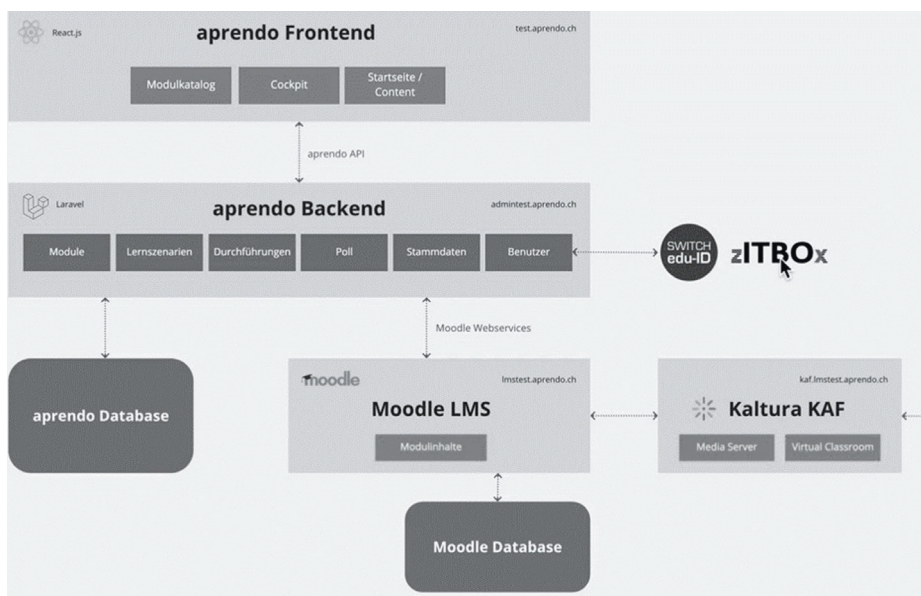 React.js
aprendo Frontend
test.aprendo.ch
Modulkatalog
Cockpit
Startseite /
Content
aprendo API
Laravel
aprendo Backend
admintest.aprendo.ch
Module
Lernszenarien
Durchführungen
Poll
Stammdaten
Benutzer
SWITCH
edu-ID
zITBOx
Moodle Webservices
aprendo Database
moodle
lmstest.aprendo.ch
Moodle LMS
Modulinhalte
kaf.lmstest.aprendo.ch
Kaltura KAF
Media Server
Virtual Classroom
Moodle Database